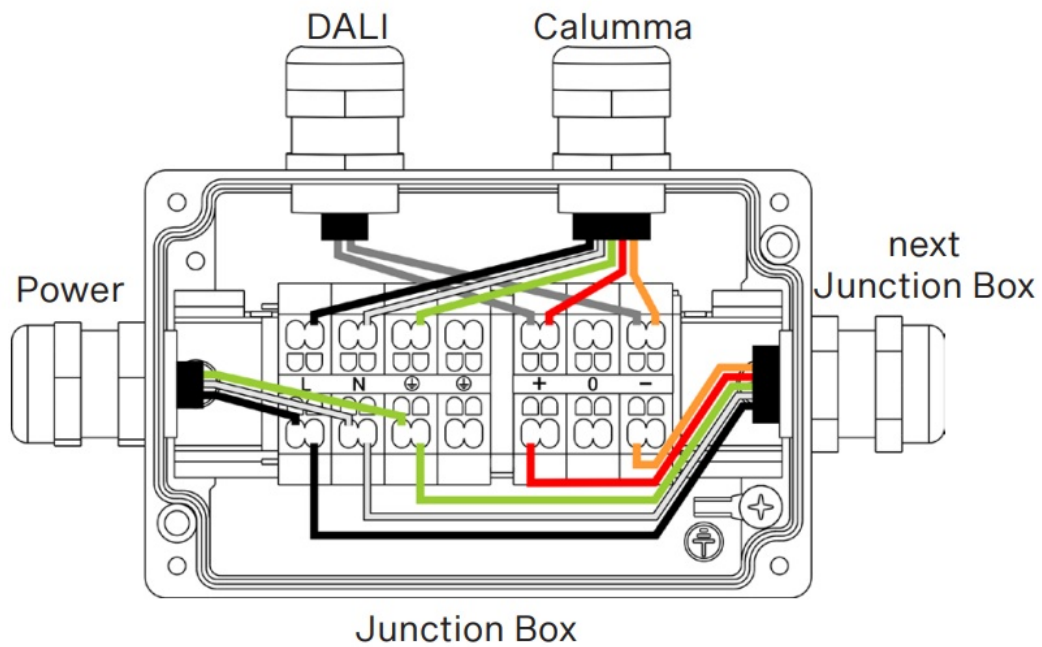 DALI
Calumma
Power
next
Junction Box
L N ⏚ ⏚ + 0 −
Junction Box